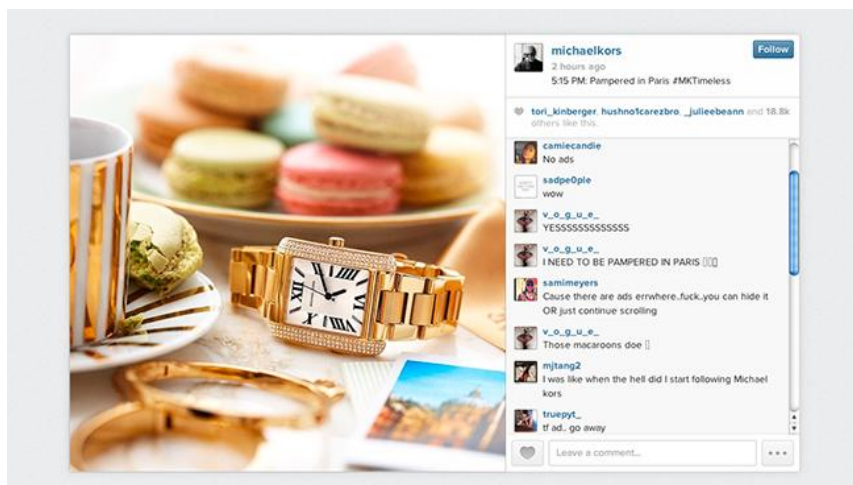 michaelkors
Follow
2 hours ago
5:15 PM: Pampered in Paris #MKTimeless
tori_kinberger, hushno1carezbro, _julieebeann and 18.8k
others like this.
camiecandie
No ads
sadpe0ple
wow
v_o_g_u_e_
YESSSSSSSSSSSSS
v_o_g_u_e_
I NEED TO BE PAMPERED IN PARIS
samimeyers
Cause there are ads errwhere..fuck..you can hide it
OR just continue scrolling
v_o_g_u_e_
Those macaroons doe
mjtang2
I was like when the hell did I start following Michael
kors
truepyt_
tf ad.. go away
Leave a comment...
XII
VI